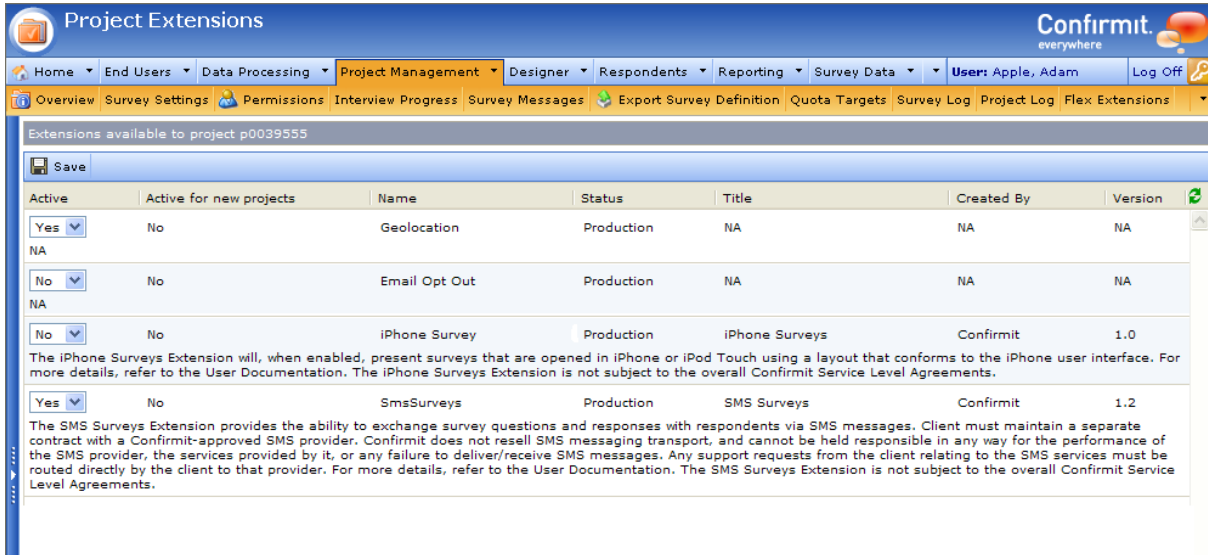 Project Extensions
Confirmit.
everywhere
Home End Users Data Processing Project Management Designer Respondents Reporting Survey Data User: Apple, Adam Log Off
Overview Survey Settings Permissions Interview Progress Survey Messages Export Survey Definition Quota Targets Survey Log Project Log Flex Extensions
Extensions available to project p0039555
Save
Active Active for new projects Name Status Title Created By Version
Yes No Geolocation Production NA NA NA
NA
No No Email Opt Out Production NA NA NA
NA
No No iPhone Survey Production iPhone Surveys Confirmit 1.0
The iPhone Surveys Extension will, when enabled, present surveys that are opened in iPhone or iPod Touch using a layout that conforms to the iPhone user interface. For
more details, refer to the User Documentation. The iPhone Surveys Extension is not subject to the overall Confirmit Service Level Agreements.
Yes No SmsSurveys Production SMS Surveys Confirmit 1.2
The SMS Surveys Extension provides the ability to exchange survey questions and responses with respondents via SMS messages. Client must maintain a separate
contract with a Confirmit-approved SMS provider. Confirmit does not resell SMS messaging transport, and cannot be held responsible in any way for the performance of
the SMS provider, the services provided by it, or any failure to deliver/receive SMS messages. Any support requests from the client relating to the SMS services must be
routed directly by the client to that provider. For more details, refer to the User Documentation. The SMS Surveys Extension is not subject to the overall Confirmit Service
Level Agreements.